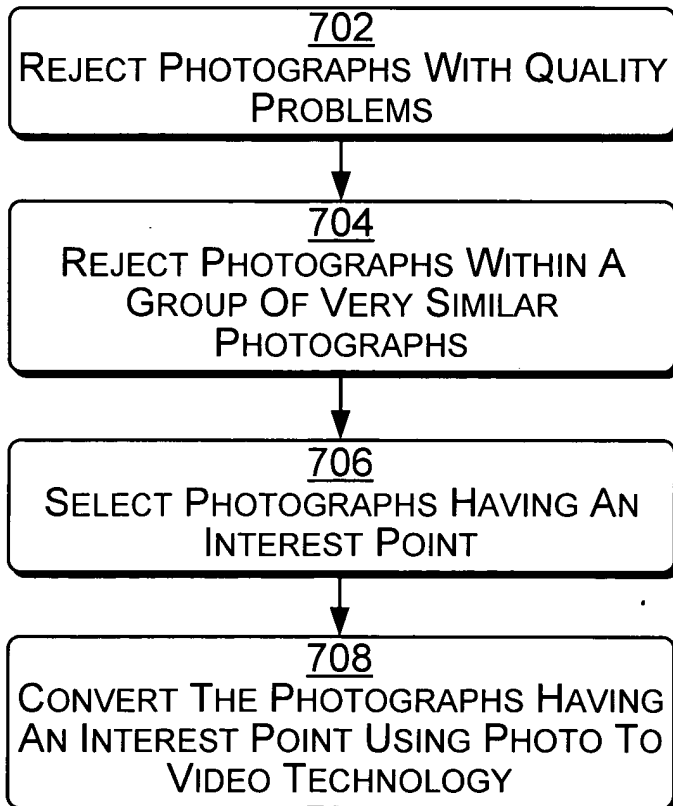 702
REJECT PHOTOGRAPHS WITH QUALITY
PROBLEMS
704
REJECT PHOTOGRAPHS WITHIN A
GROUP OF VERY SIMILAR
PHOTOGRAPHS
706
SELECT PHOTOGRAPHS HAVING AN
INTEREST POINT
708
CONVERT THE PHOTOGRAPHS HAVING
AN INTEREST POINT USING PHOTO TO
VIDEO TECHNOLOGY